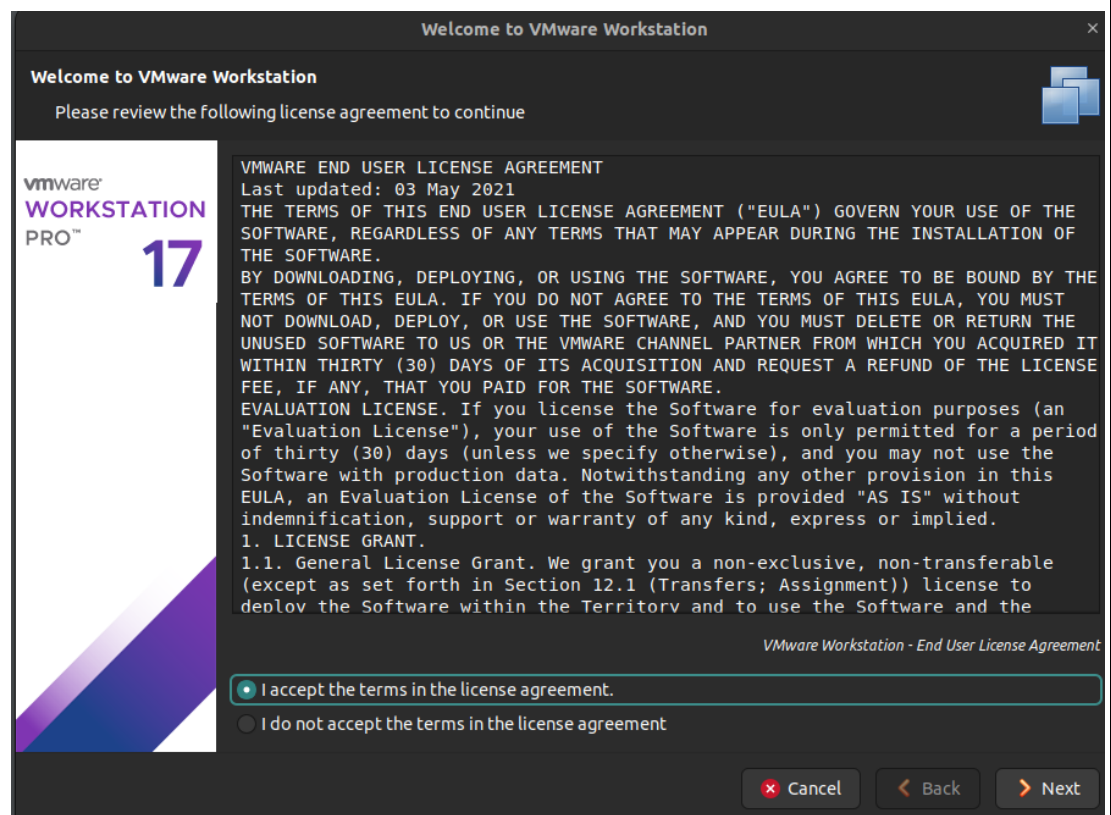 Welcome to VMware Workstation
Welcome to VMware Workstation
Please review the following license agreement to continue
vmware®
WORKSTATION
PRO™
17
VMWARE END USER LICENSE AGREEMENT
Last updated: 03 May 2021
THE TERMS OF THIS END USER LICENSE AGREEMENT ("EULA") GOVERN YOUR USE OF THE
SOFTWARE, REGARDLESS OF ANY TERMS THAT MAY APPEAR DURING THE INSTALLATION OF
THE SOFTWARE.
BY DOWNLOADING, DEPLOYING, OR USING THE SOFTWARE, YOU AGREE TO BE BOUND BY THE
TERMS OF THIS EULA. IF YOU DO NOT AGREE TO THE TERMS OF THIS EULA, YOU MUST
NOT DOWNLOAD, DEPLOY, OR USE THE SOFTWARE, AND YOU MUST DELETE OR RETURN THE
UNUSED SOFTWARE TO US OR THE VMWARE CHANNEL PARTNER FROM WHICH YOU ACQUIRED IT
WITHIN THIRTY (30) DAYS OF ITS ACQUISITION AND REQUEST A REFUND OF THE LICENSE
FEE, IF ANY, THAT YOU PAID FOR THE SOFTWARE.
EVALUATION LICENSE. If you license the Software for evaluation purposes (an
"Evaluation License"), your use of the Software is only permitted for a period
of thirty (30) days (unless we specify otherwise), and you may not use the
Software with production data. Notwithstanding any other provision in this
EULA, an Evaluation License of the Software is provided "AS IS" without
indemnification, support or warranty of any kind, express or implied.
1. LICENSE GRANT.
1.1. General License Grant. We grant you a non-exclusive, non-transferable
(except as set forth in Section 12.1 (Transfers; Assignment)) license to
deploy the Software within the Territory and to use the Software and the
VMware Workstation - End User License Agreement
I accept the terms in the license agreement.
I do not accept the terms in the license agreement
Cancel
Back
Next